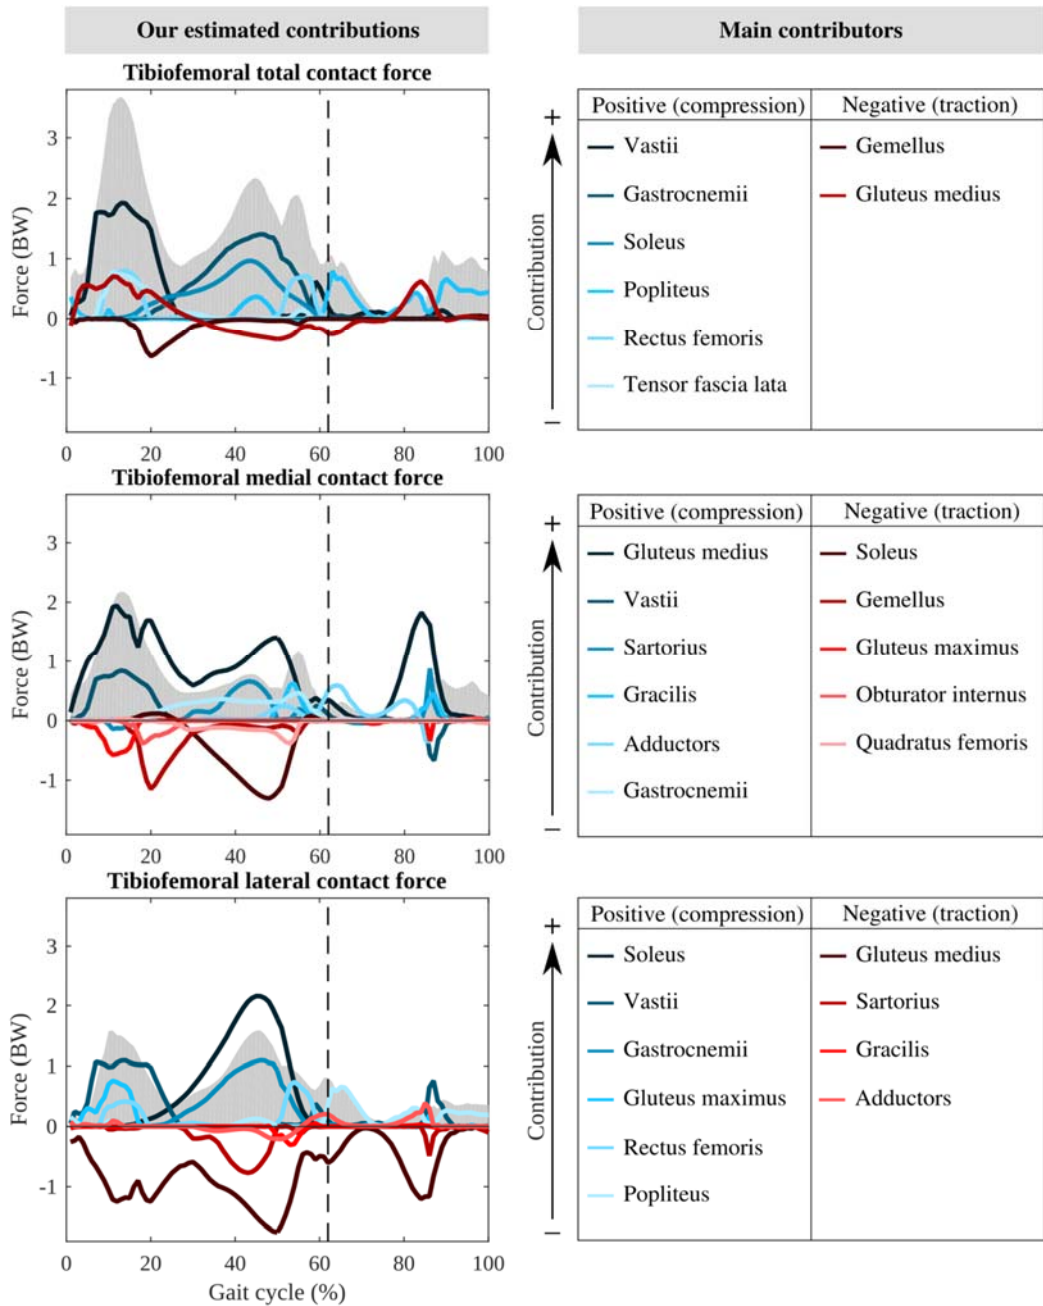 Our estimated contributions
Main contributors
Tibiofemoral total contact force
Force (BW)
3
2
1
0
-1
0 20 40 60 80 100
+
Contribution
−
Positive (compression) Negative (traction)
Vastii Gemellus
Gastrocnemii Gluteus medius
Soleus
Popliteus
Rectus femoris
Tensor fascia lata
Tibiofemoral medial contact force
Force (BW)
3
2
1
0
-1
0 20 40 60 80 100
+
Contribution
−
Positive (compression) Negative (traction)
Gluteus medius Soleus
Vastii Gemellus
Sartorius Gluteus maximus
Gracilis Obturator internus
Adductors Quadratus femoris
Gastrocnemii
Tibiofemoral lateral contact force
Force (BW)
3
2
1
0
-1
0 20 40 60 80 100
Gait cycle (%)
+
Contribution
−
Positive (compression) Negative (traction)
Soleus Gluteus medius
Vastii Sartorius
Gastrocnemii Gracilis
Gluteus maximus Adductors
Rectus femoris
Popliteus